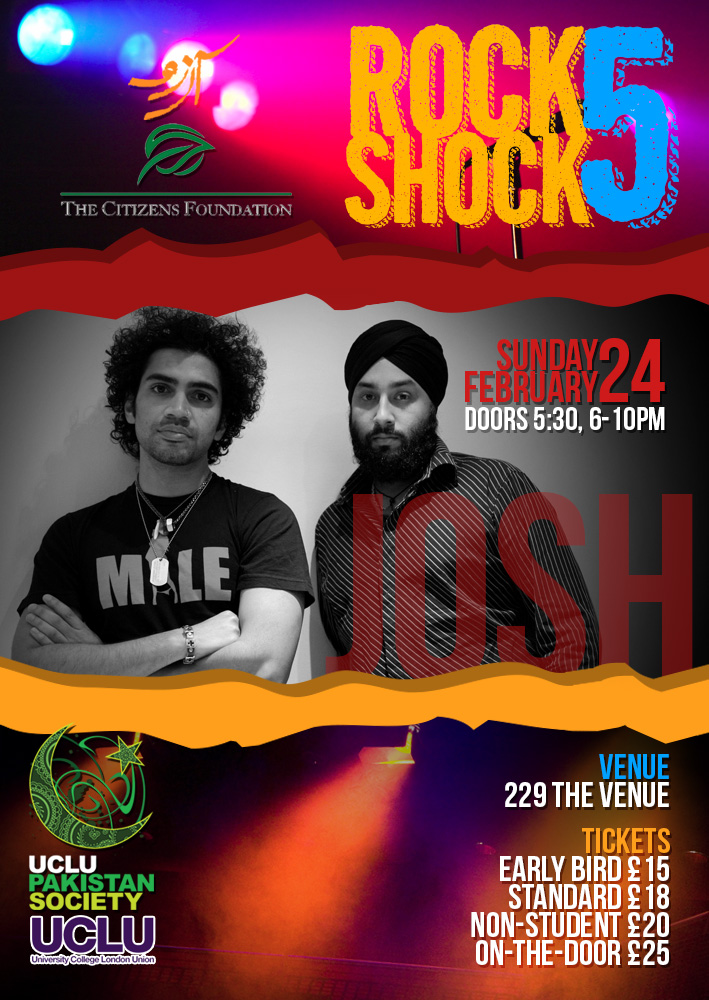 THE CITIZENS FOUNDATION
ROCK
SHOCK 5
SUNDAY
FEBRUARY 24
DOORS 5:30, 6-10PM
MALE
JOSH
VENUE
229 THE VENUE
TICKETS
EARLY BIRD £15
STANDARD £18
NON-STUDENT £20
ON-THE-DOOR £25
UCLU
PAKISTAN
SOCIETY
UCLU
University College London Union